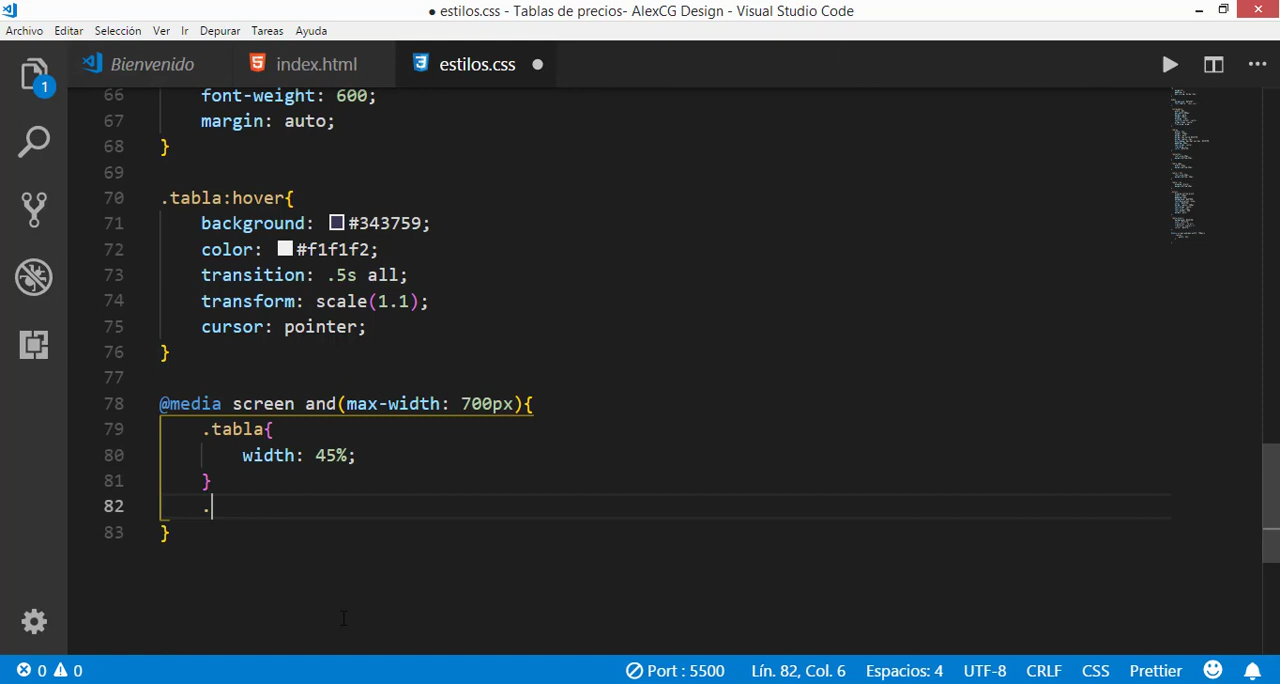 ● estilos.css - Tablas de precios- AlexCG Design - Visual Studio Code
Archivo Editar Selección Ver Ir Depurar Tareas Ayuda
Bienvenido index.html estilos.css ●
1
66 font-weight: 600;
67 margin: auto;
68 }
69
70 .tabla:hover{
71 background: #343759;
72 color: #f1f1f2;
73 transition: .5s all;
74 transform: scale(1.1);
75 cursor: pointer;
76 }
77
78 @media screen and(max-width: 700px){
79 .tabla{
80 width: 45%;
81 }
82 .
83 }
0 0 Port : 5500 Lín. 82, Col. 6 Espacios: 4 UTF-8 CRLF CSS Prettier